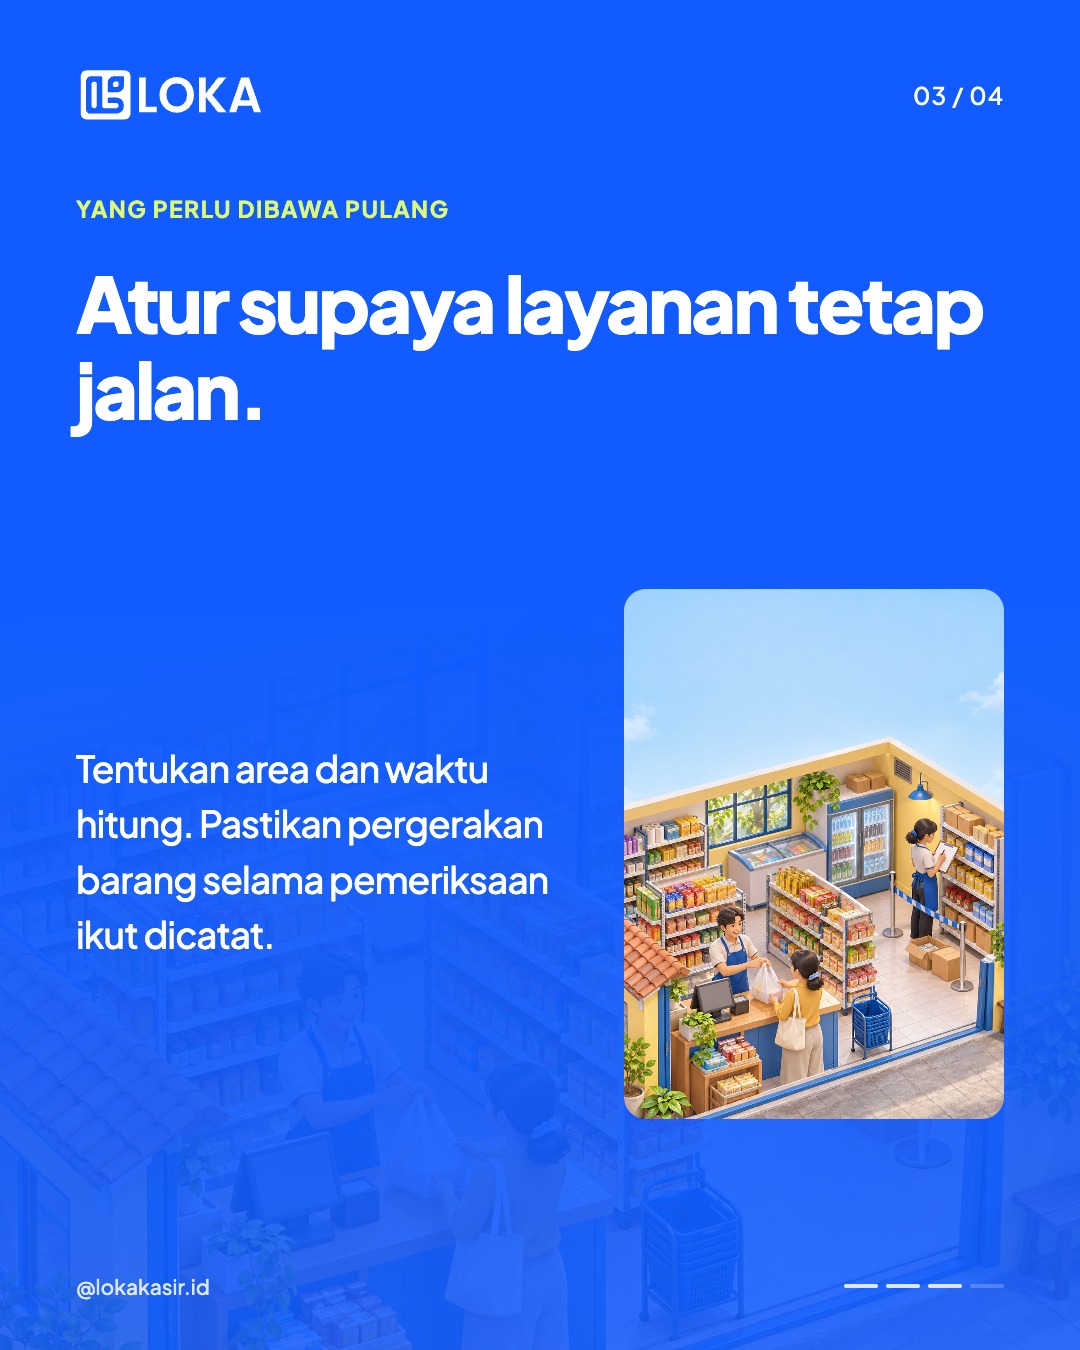 LOKA
03 / 04
YANG PERLU DIBAWA PULANG
Atur supaya layanan tetap
jalan.
Tentukan area dan waktu
hitung. Pastikan pergerakan
barang selama pemeriksaan
ikut dicatat.
@lokakasir.id